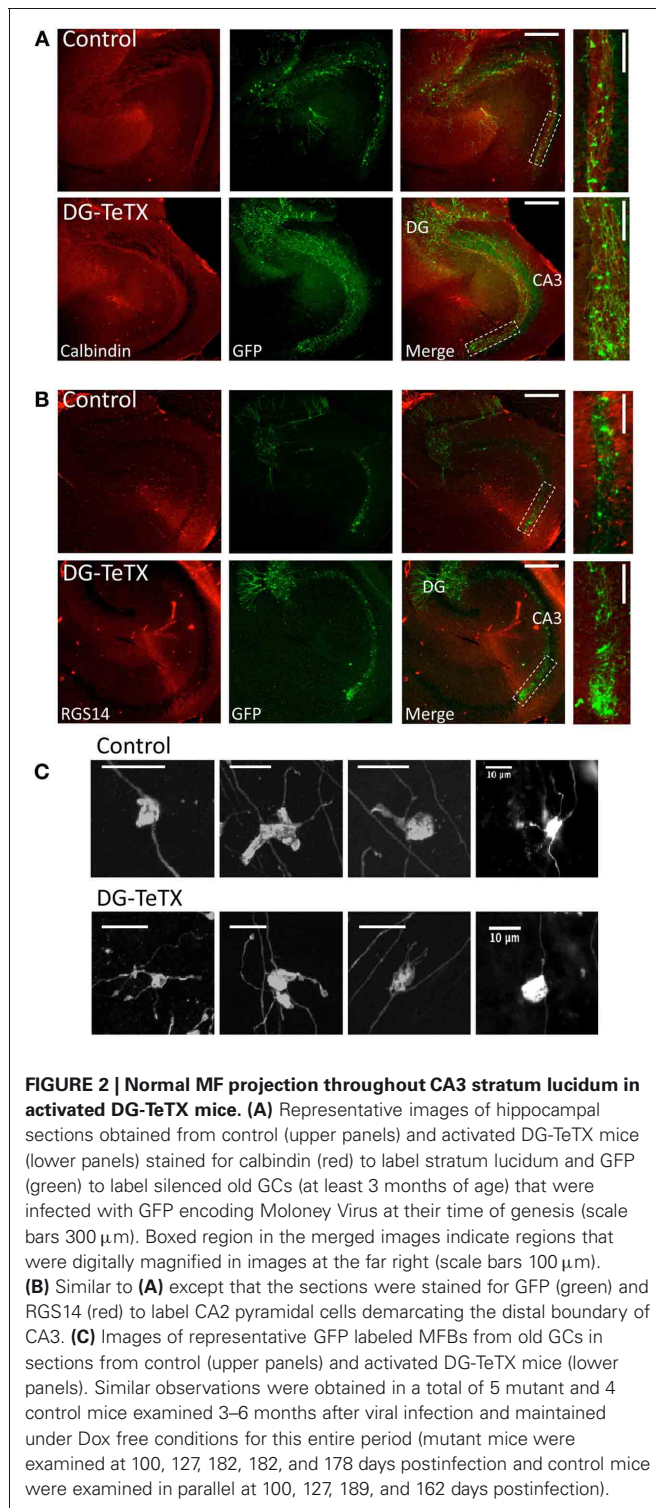 A
Control
DG-TeTX
DG
CA3
Calbindin
GFP
Merge
B
Control
DG-TeTX
DG
CA3
RGS14
GFP
Merge
C
Control
10 μm
DG-TeTX
10 μm
FIGURE 2 | Normal MF projection throughout CA3 stratum lucidum in
activated DG-TeTX mice. (A) Representative images of hippocampal
sections obtained from control (upper panels) and activated DG-TeTX mice
(lower panels) stained for calbindin (red) to label stratum lucidum and GFP
(green) to label silenced old GCs (at least 3 months of age) that were
infected with GFP encoding Moloney Virus at their time of genesis (scale
bars 300 μm). Boxed region in the merged images indicate regions that
were digitally magnified in images at the far right (scale bars 100 μm).
(B) Similar to (A) except that the sections were stained for GFP (green) and
RGS14 (red) to label CA2 pyramidal cells demarcating the distal boundary of
CA3. (C) Images of representative GFP labeled MFBs from old GCs in
sections from control (upper panels) and activated DG-TeTX mice (lower
panels). Similar observations were obtained in a total of 5 mutant and 4
control mice examined 3–6 months after viral infection and maintained
under Dox free conditions for this entire period (mutant mice were
examined at 100, 127, 182, 182, and 178 days postinfection and control mice
were examined in parallel at 100, 127, 189, and 162 days postinfection).